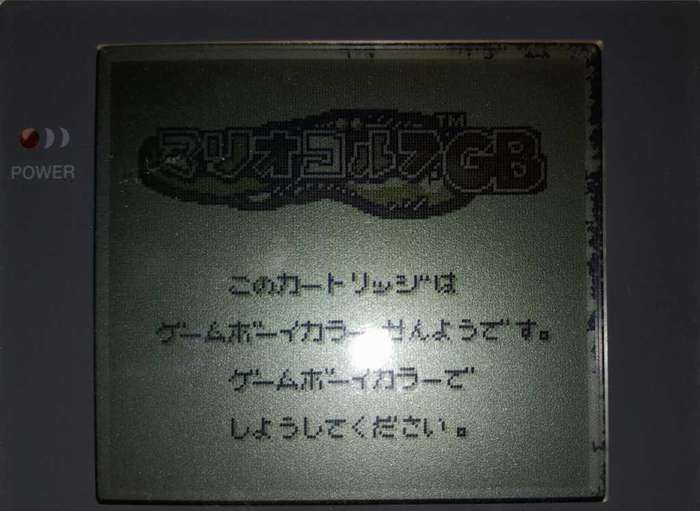 POWER
マリオゴルフGB
TM
このカートリッジは
ゲームボーイカラーせんようです。
ゲームボーイカラーで
しようしてください。